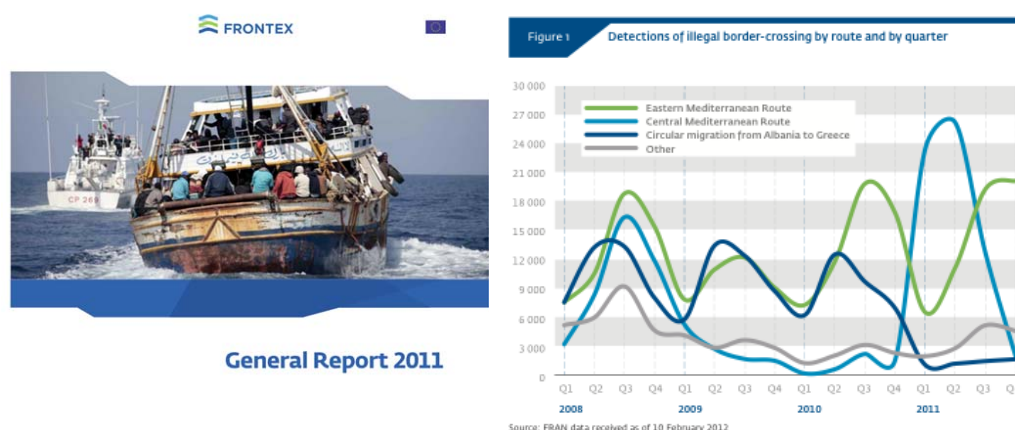 FRONTEX
CP 269
General Report 2011
Figure 1
Detections of illegal border-crossing by route and by quarter
30 000
27 000
24 000
21 000
18 000
15 000
12 000
9 000
6 000
3 000
0
Eastern Mediterranean Route
Central Mediterranean Route
Circular migration from Albania to Greece
Other
Q1 Q2 Q3 Q4 Q1 Q2 Q3 Q4 Q1 Q2 Q3 Q4 Q1 Q2 Q3
2008 2009 2010 2011
Source: FRAN data received as of 10 February 2012